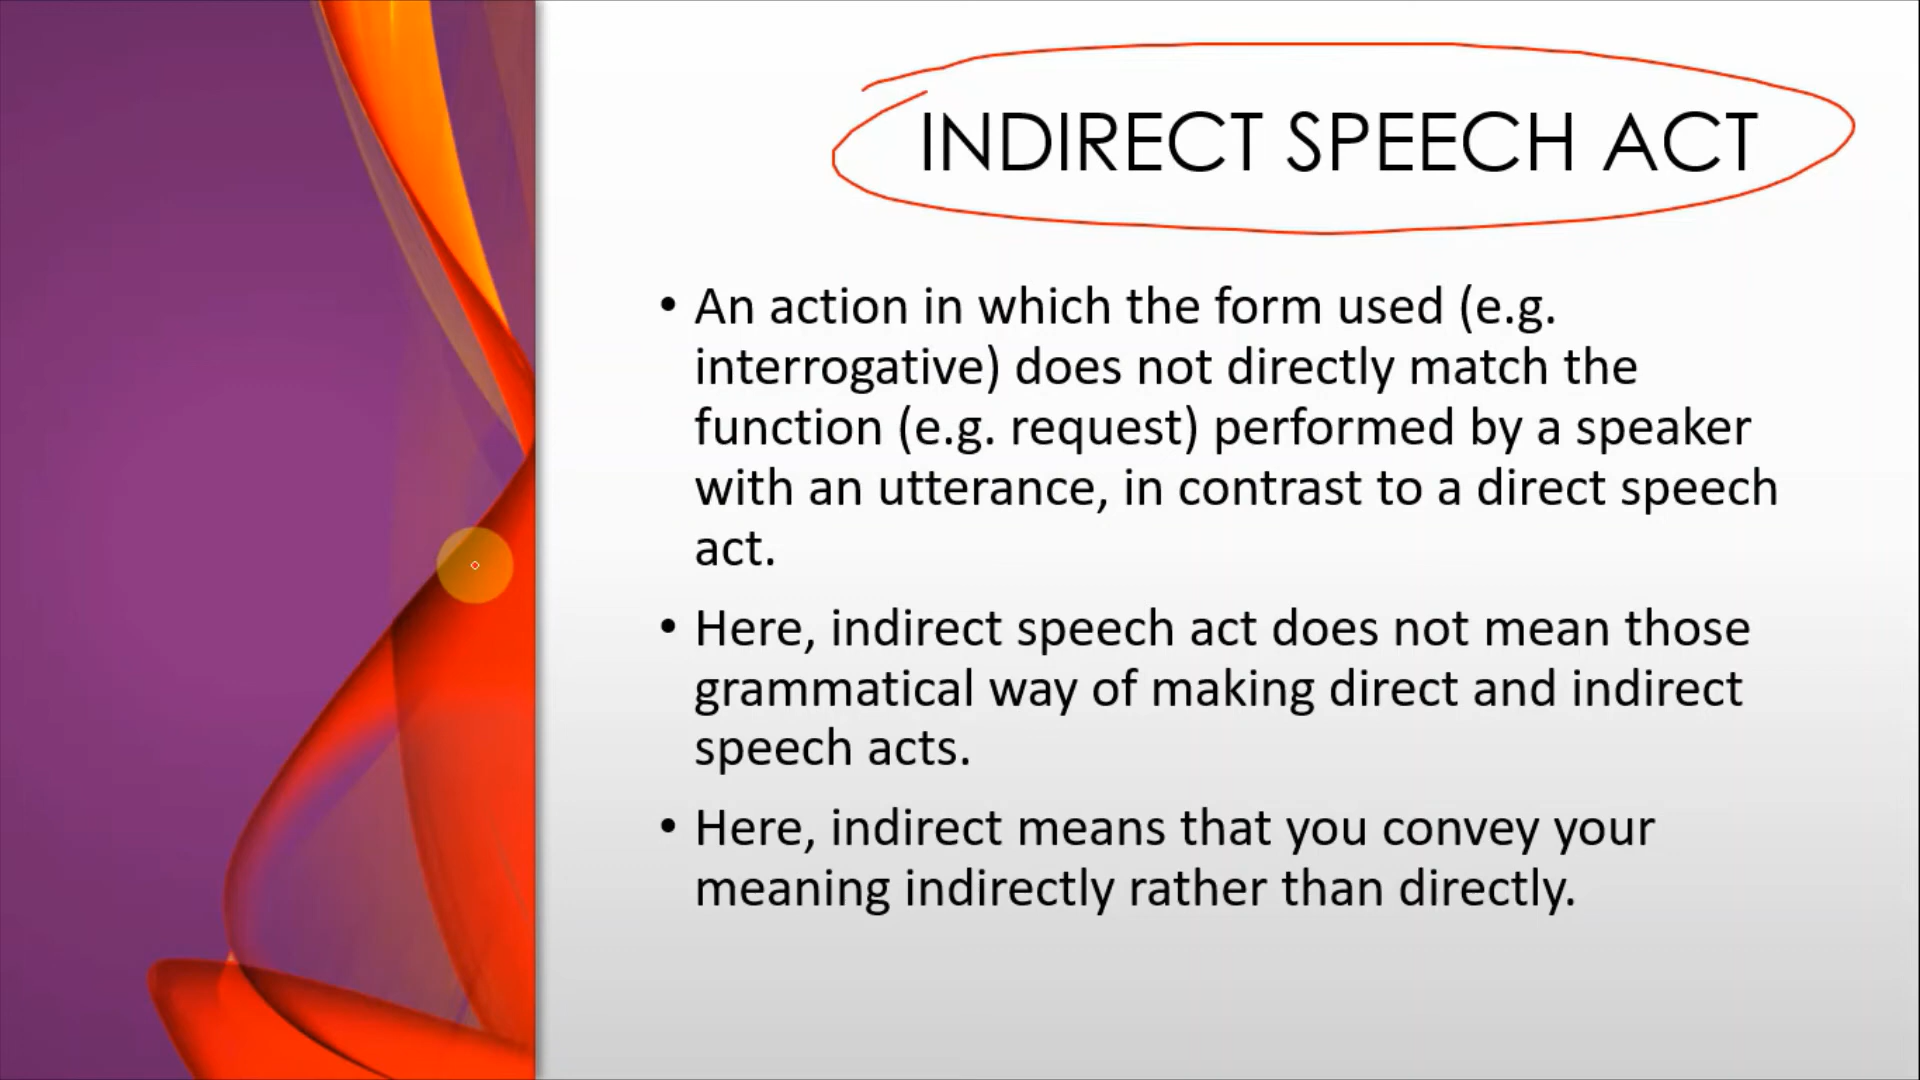 INDIRECT SPEECH ACT
• An action in which the form used (e.g.
interrogative) does not directly match the
function (e.g. request) performed by a speaker
with an utterance, in contrast to a direct speech
act.
• Here, indirect speech act does not mean those
grammatical way of making direct and indirect
speech acts.
• Here, indirect means that you convey your
meaning indirectly rather than directly.